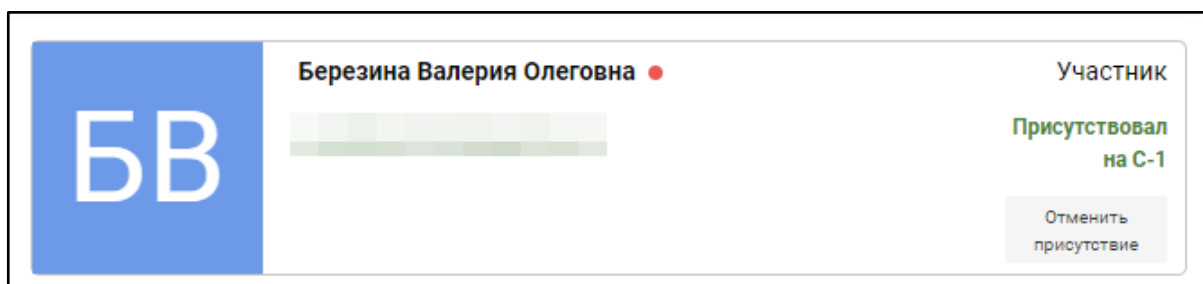 БВ
Березина Валерия Олеговна
Участник
Присутствовал
на С-1
Отменить
присутствие